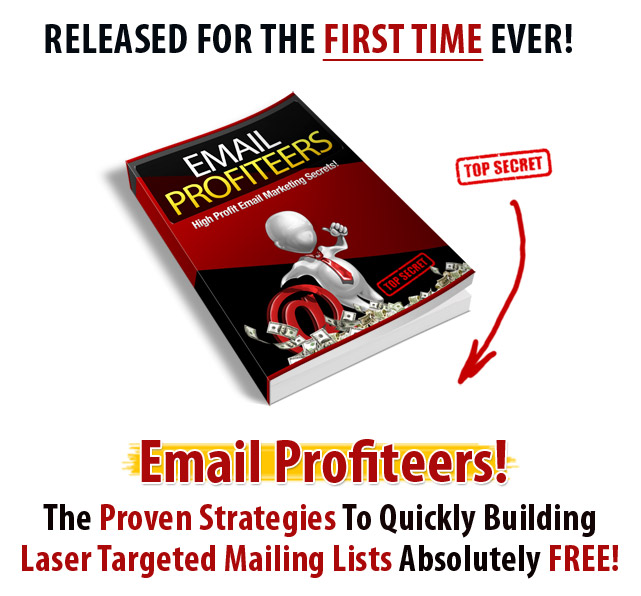 RELEASED FOR THE FIRST TIME EVER!
EMAIL
PROFITEERS
High Profit Email Marketing Secrets!
TOP SECRET
@
TOP SECRET
Email Profiteers!
The Proven Strategies To Quickly Building
Laser Targeted Mailing Lists Absolutely FREE!